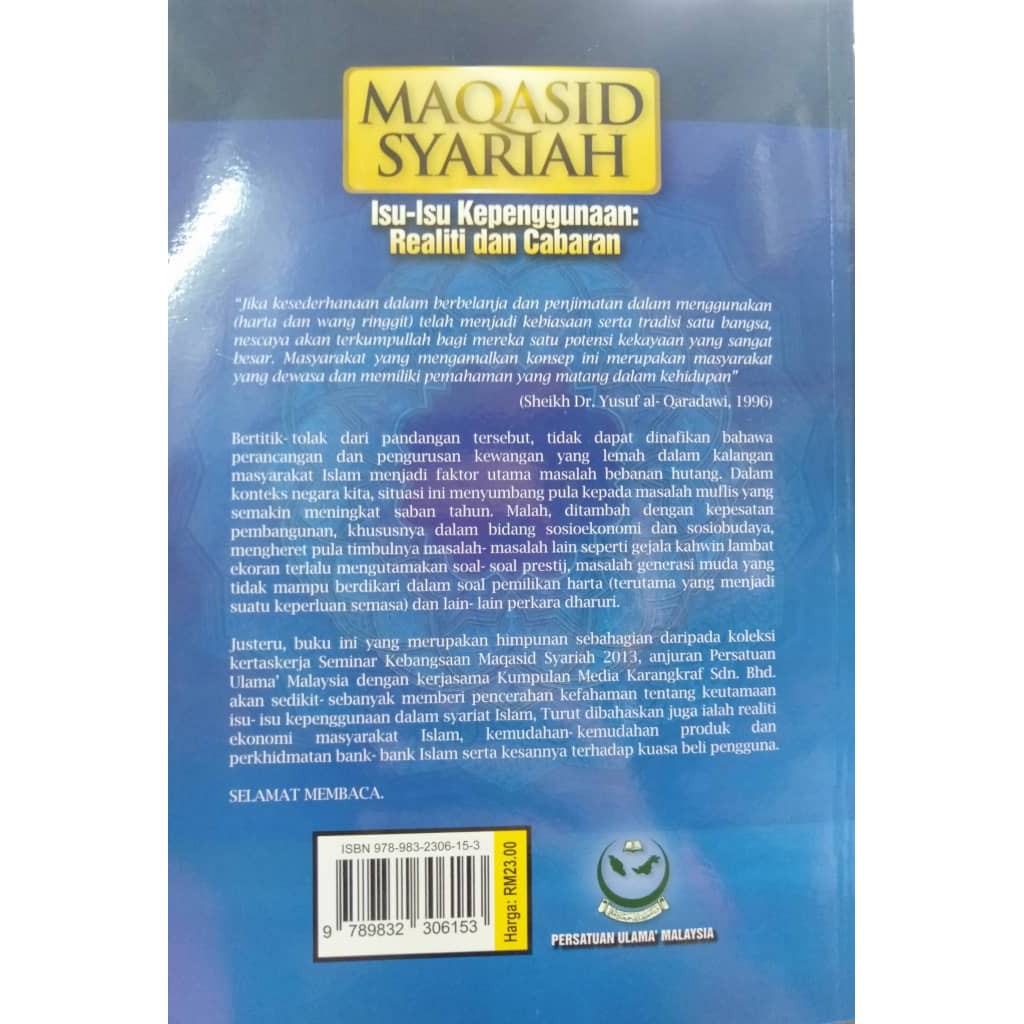 MAQASID
SYARIAH
Isu-Isu Kepenggunaan:
Realiti dan Cabaran
"Jika kesederhanaan dalam berbelanja dan penjimatan dalam menggunakan
(harta dan wang ringgit) telah menjadi kebiasaan serta tradisi satu bangsa,
nescaya akan terkumpullah bagi mereka satu potensi kekayaan yang sangat
besar. Masyarakat yang mengamalkan konsep ini merupakan masyarakat
yang dewasa dan memiliki pemahaman yang matang dalam kehidupan"
(Sheikh Dr. Yusuf al- Qaradawi, 1996)
Bertitik- tolak dari pandangan tersebut, tidak dapat dinafikan bahawa
perancangan dan pengurusan kewangan yang lemah dalam kalangan
masyarakat Islam menjadi faktor utama masalah bebanan hutang. Dalam
konteks negara kita, situasi ini menyumbang pula kepada masalah muflis yang
semakin meningkat saban tahun. Malah, ditambah dengan kepesatan
pembangunan, khususnya dalam bidang sosioekonomi dan sosiobudaya,
mengheret pula timbulnya masalah- masalah lain seperti gejala kahwin lambat
ekoran terlalu mengutamakan soal- soal prestij, masalah generasi muda yang
tidak mampu berdikari dalam soal pemilikan harta (terutama yang menjadi
suatu keperluan semasa) dan lain- lain perkara dharuri.
Justeru, buku ini yang merupakan himpunan sebahagian daripada koleksi
kertaskerja Seminar Kebangsaan Maqasid Syariah 2013, anjuran Persatuan
Ulama' Malaysia dengan kerjasama Kumpulan Media Karangkraf Sdn. Bhd.
akan sedikit- sebanyak memberi pencerahan kefahaman tentang keutamaan
isu- isu kepenggunaan dalam syariat Islam, Turut dibahaskan juga ialah realiti
ekonomi masyarakat Islam, kemudahan- kemudahan produk dan
perkhidmatan bank- bank Islam serta kesannya terhadap kuasa beli pengguna.
SELAMAT MEMBACA.
ISBN 978-983-2306-15-3
9 789832 306153
Harga: RM23.00
PERSATUAN ULAMA' MALAYSIA